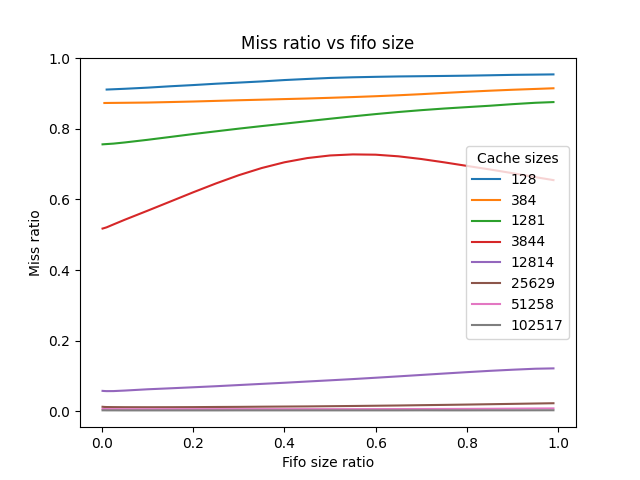 Miss ratio vs fifo size
1.0
0.8
0.6
0.4
0.2
0.0
Miss ratio
Cache sizes
128
384
1281
3844
12814
25629
51258
102517
0.0 0.2 0.4 0.6 0.8 1.0
Fifo size ratio